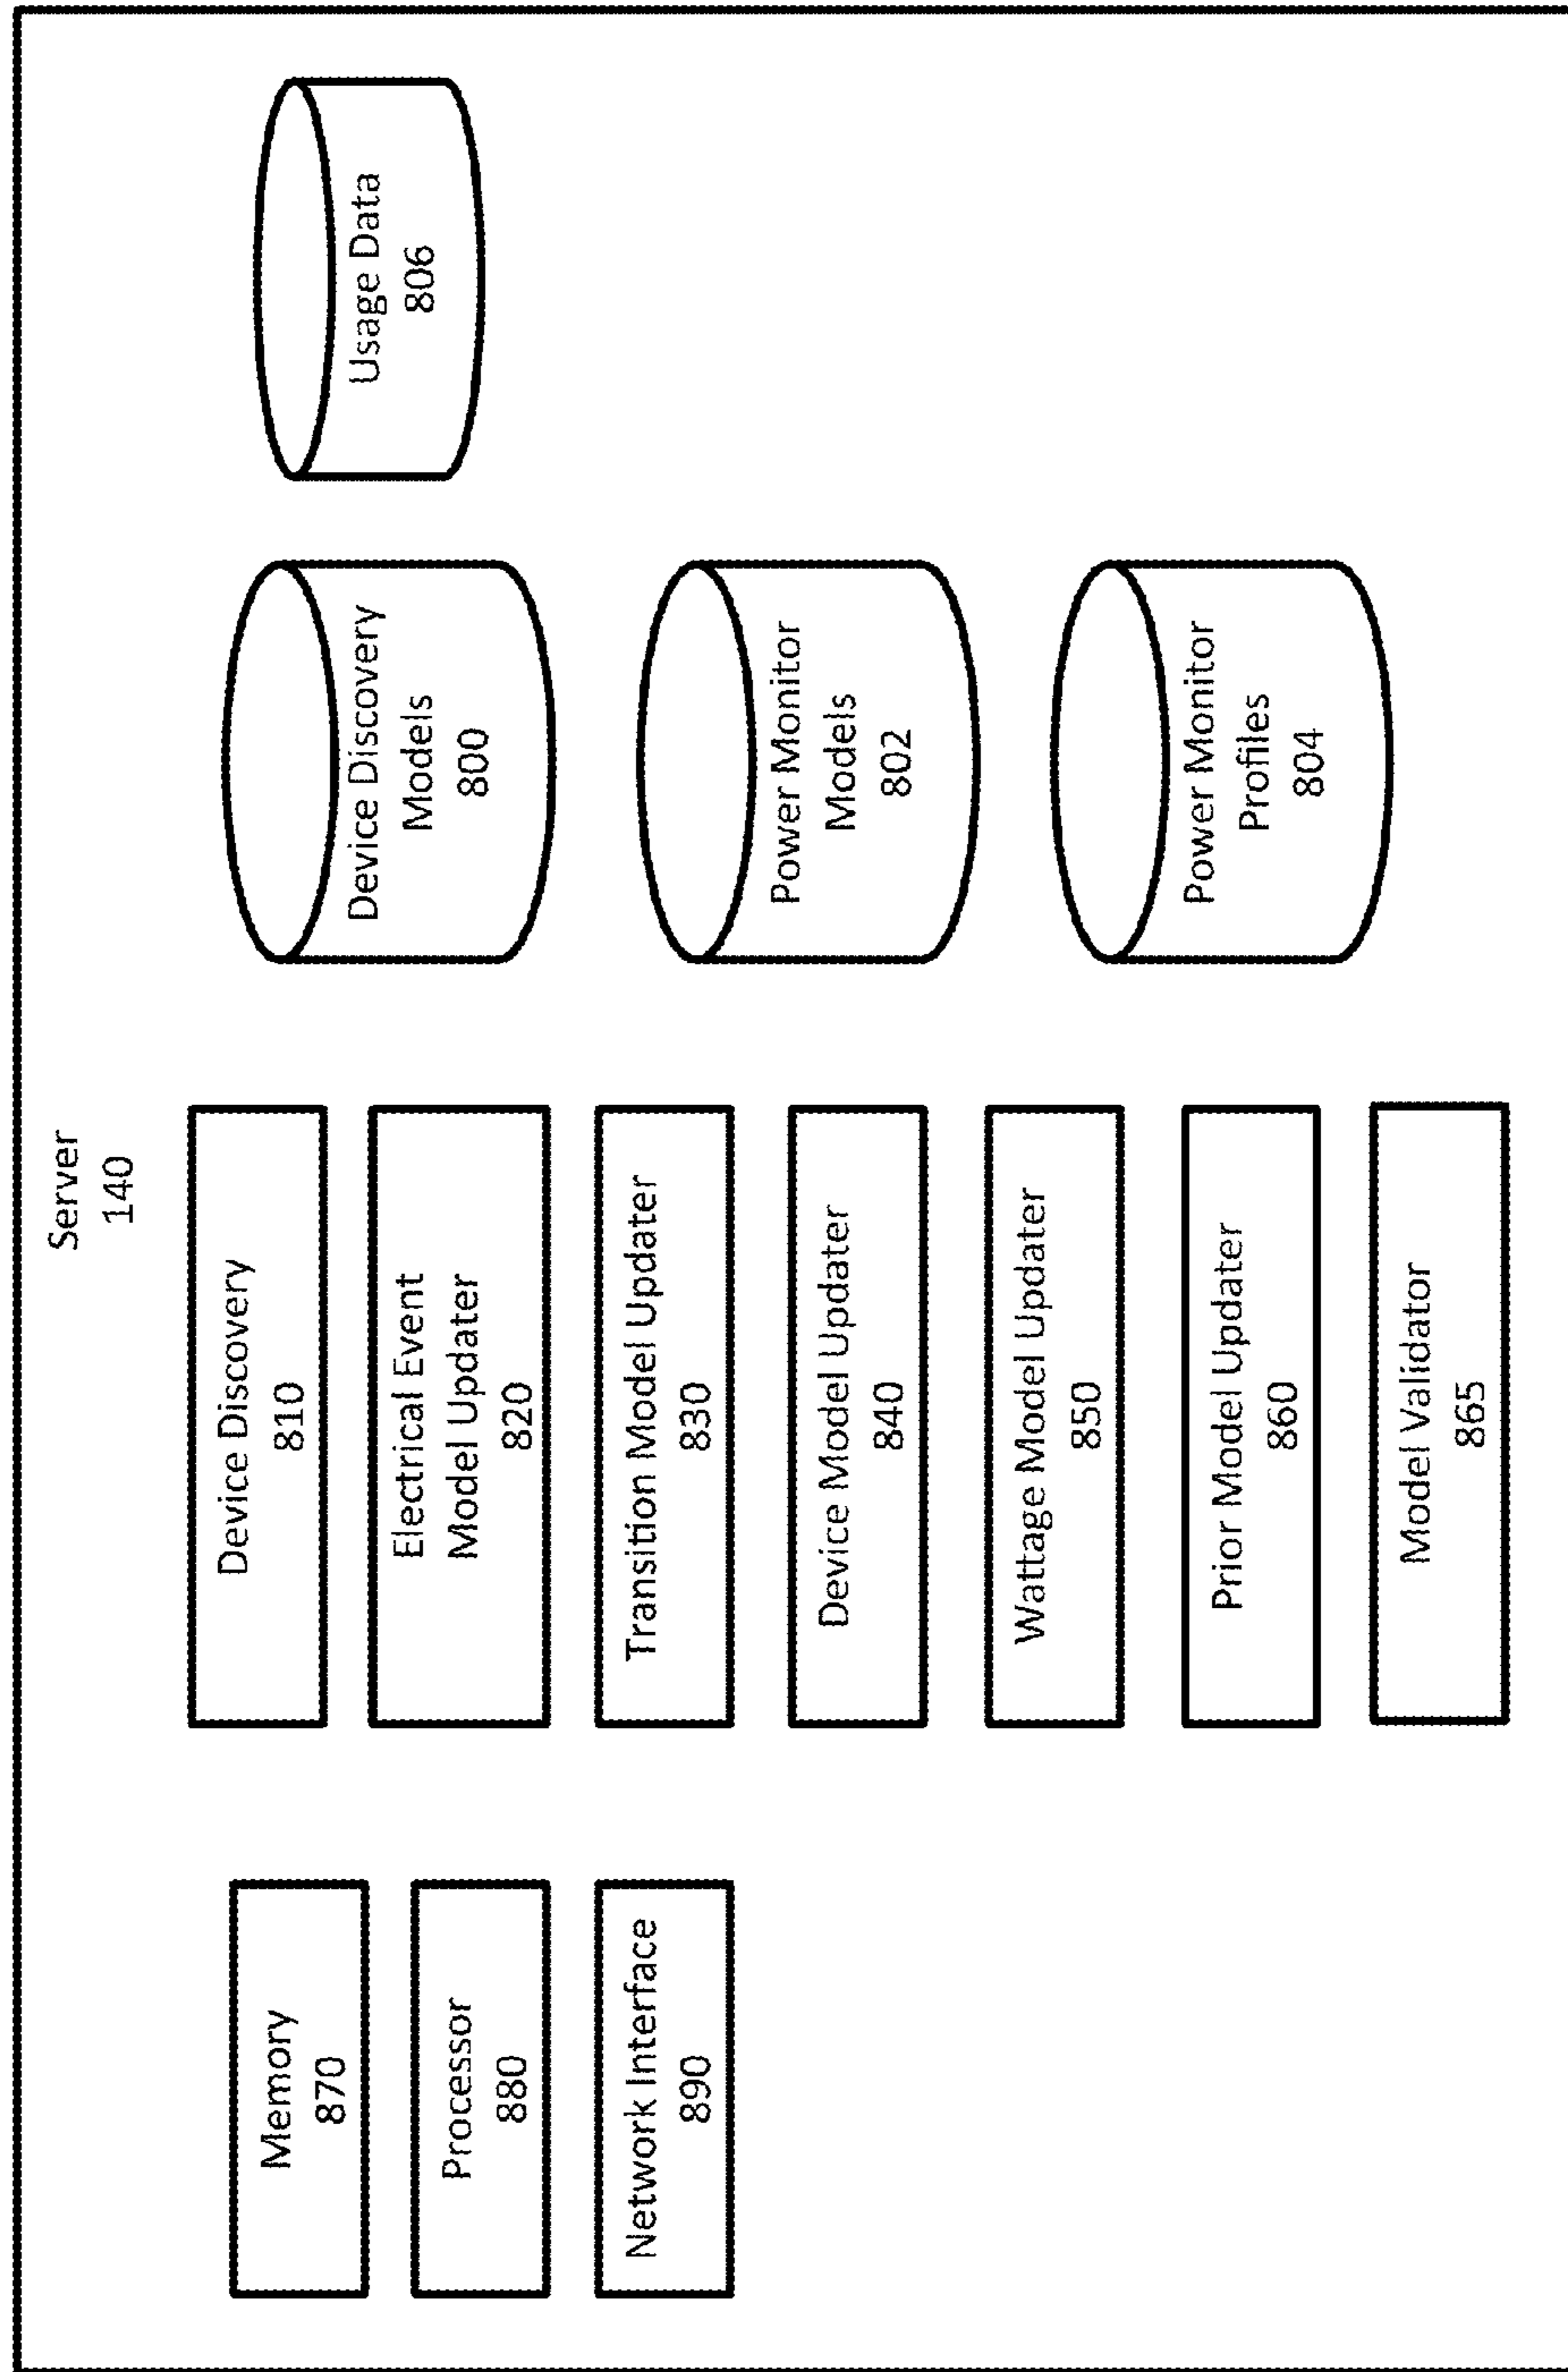 Server
140
Memory
870
Processor
880
Network Interface
890
Device Discovery
810
Electrical Event
Model Updater
820
Transition Model Updater
830
Device Model Updater
840
Wattage Model Updater
850
Prior Model Updater
860
Model Validator
865
Device Discovery
Models
800
Power Monitor
Models
802
Power Monitor
Profiles
804
Usage Data
806